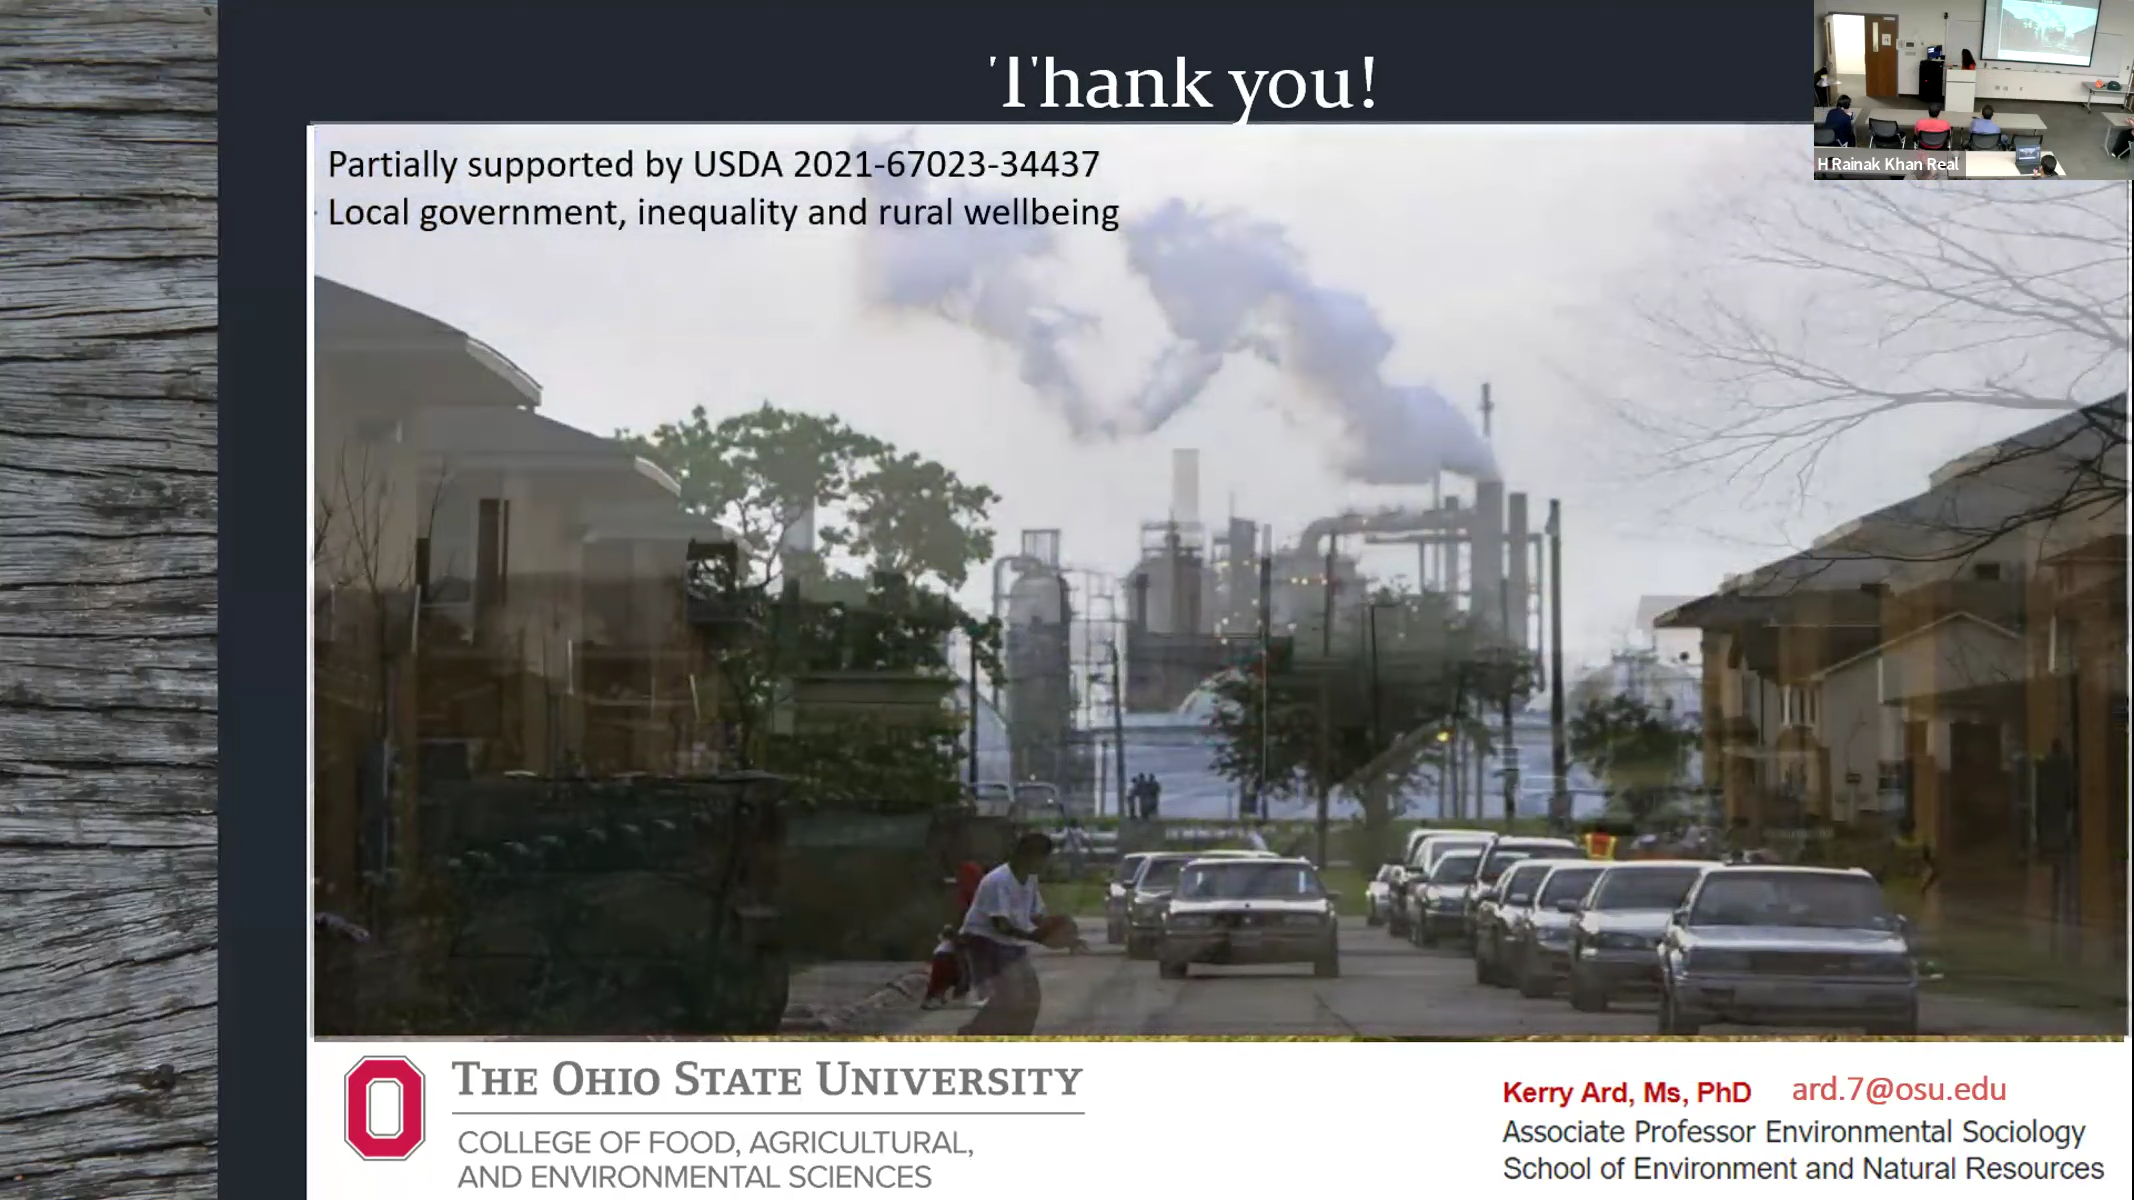 Thank you!
H Rainak Khan Real
Partially supported by USDA 2021-67023-34437
Local government, inequality and rural wellbeing
THE OHIO STATE UNIVERSITY
COLLEGE OF FOOD, AGRICULTURAL,
AND ENVIRONMENTAL SCIENCES
Kerry Ard, Ms, PhD ard.7@osu.edu
Associate Professor Environmental Sociology
School of Environment and Natural Resources